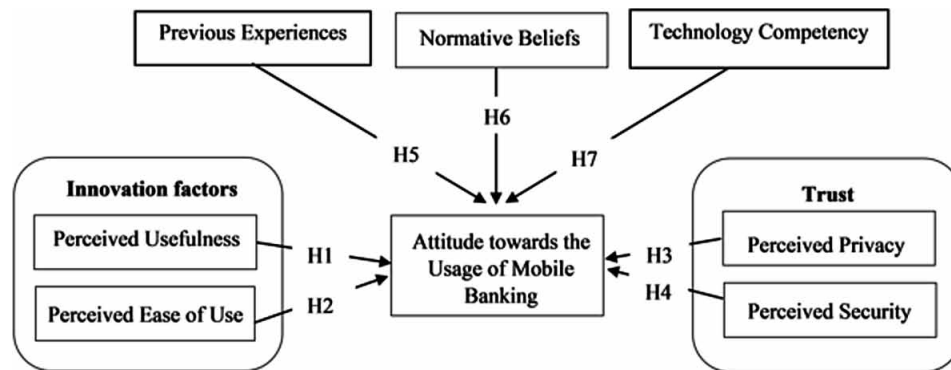 Previous Experiences
Normative Beliefs
Technology Competency
H6
H5
H7
Innovation factors
Trust
Perceived Usefulness
H1
Attitude towards the
Usage of Mobile
Banking
H3
Perceived Privacy
Perceived Ease of Use
H2
H4
Perceived Security